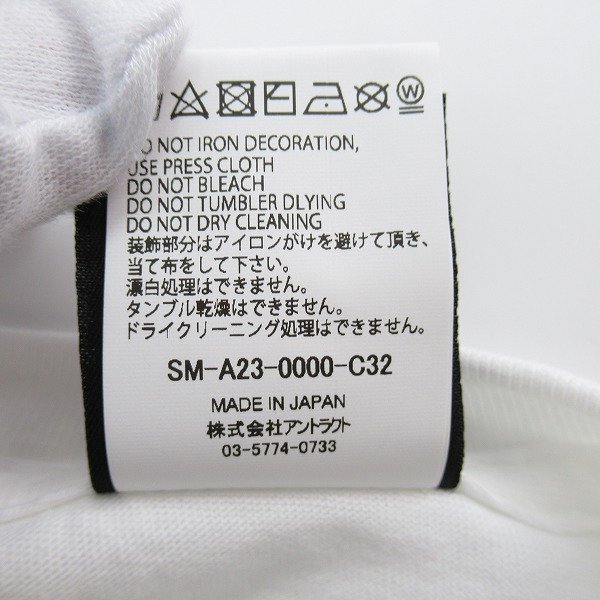 W
DO NOT IRON DECORATION,
USE PRESS CLOTH
DO NOT BLEACH
DO NOT TUMBLER DLYING
DO NOT DRY CLEANING
装飾部分はアイロンがけを避けて頂き、
当て布をして下さい。
漂白処理はできません。
タンブル乾燥はできません。
ドライクリーニング処理はできません。
SM-A23-0000-C32
MADE IN JAPAN
株式会社アントラクト
03-5774-0733